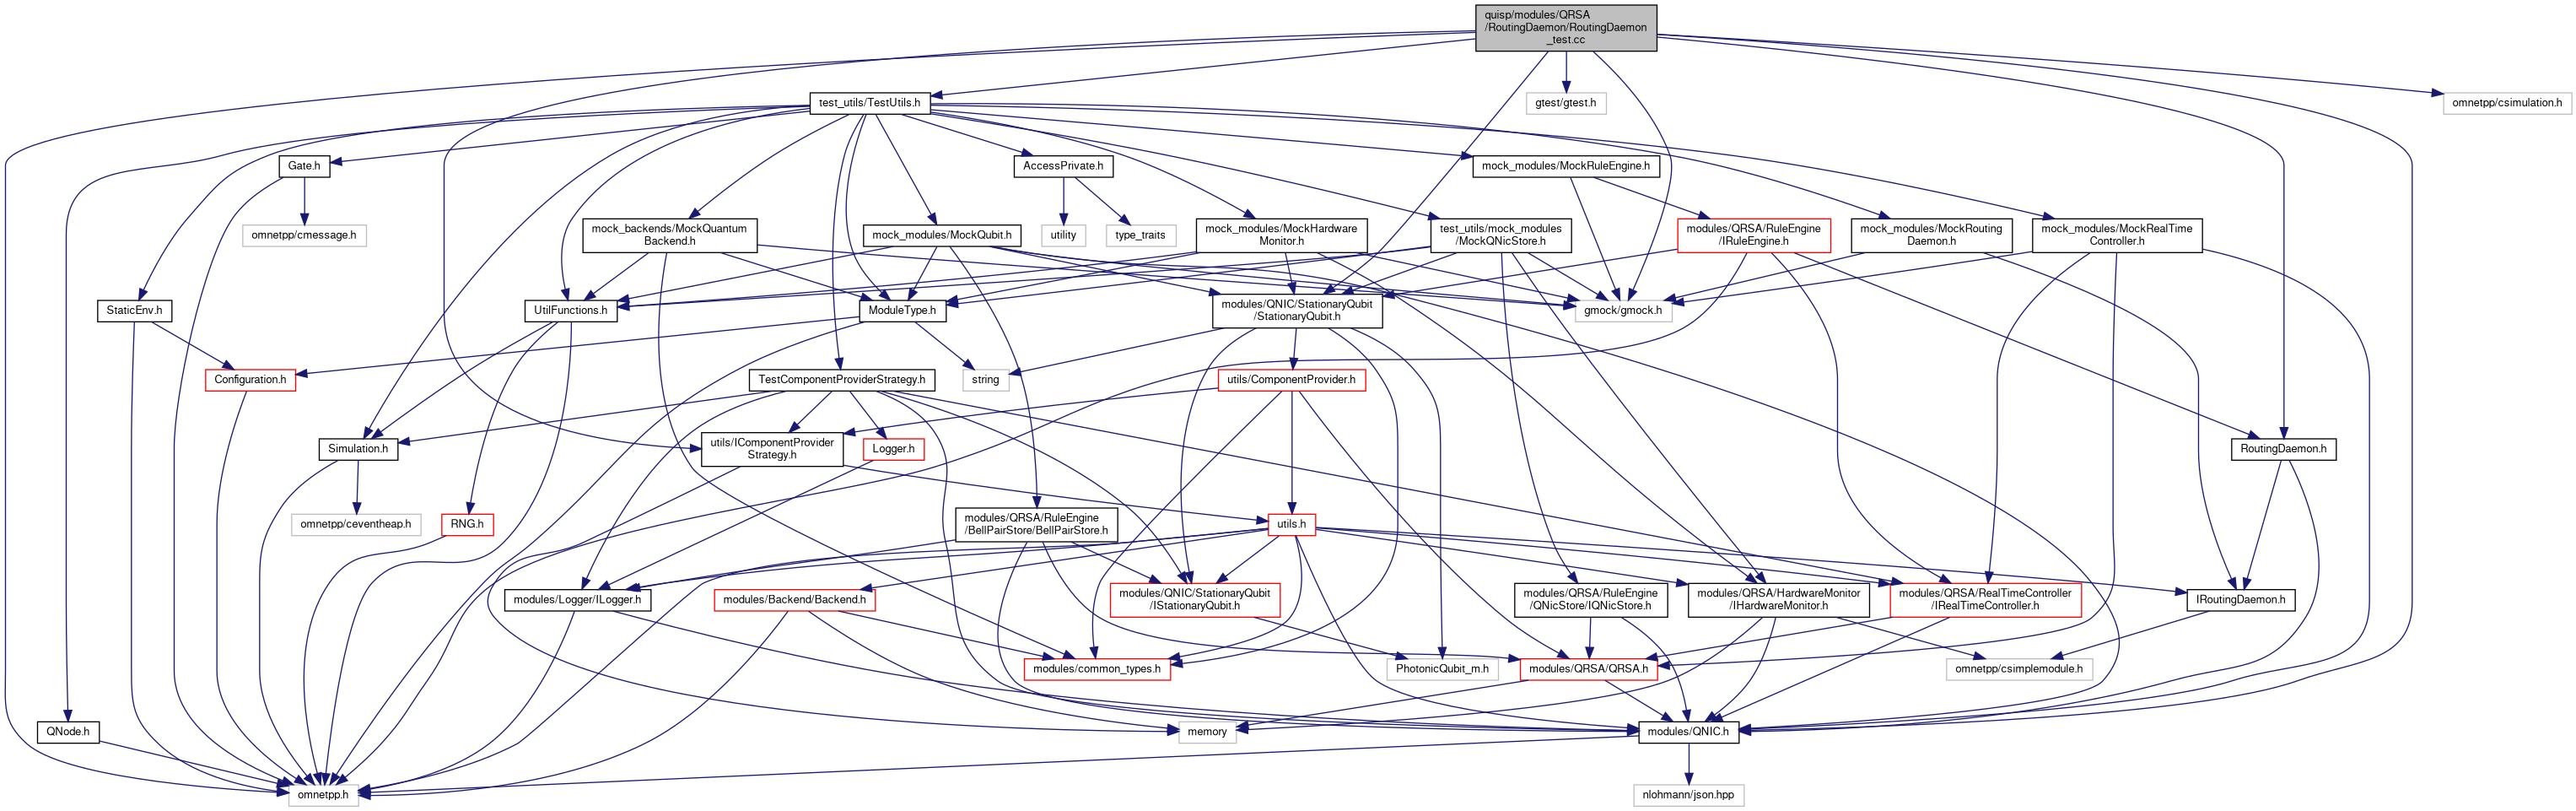 quisp/modules/QRSA
/RoutingDaemon/RoutingDaemon
_test.cc
test_utils/TestUtils.h
gtest/gtest.h
omnetpp/csimulation.h
Gate.h
AccessPrivate.h
mock_modules/MockRuleEngine.h
omnetpp/cmessage.h
mock_backends/MockQuantum
Backend.h
mock_modules/MockQubit.h
utility
type_traits
mock_modules/MockHardware
Monitor.h
test_utils/mock_modules
/MockQNicStore.h
modules/QRSA/RuleEngine
/IRuleEngine.h
mock_modules/MockRouting
Daemon.h
mock_modules/MockRealTime
Controller.h
StaticEnv.h
UtilFunctions.h
ModuleType.h
modules/QNIC/StationaryQubit
/StationaryQubit.h
gmock/gmock.h
Configuration.h
TestComponentProviderStrategy.h
string
utils/ComponentProvider.h
Simulation.h
utils/IComponentProvider
Strategy.h
Logger.h
RoutingDaemon.h
omnetpp/ceventheap.h
RNG.h
modules/QRSA/RuleEngine
/BellPairStore/BellPairStore.h
utils.h
modules/Logger/ILogger.h
modules/Backend/Backend.h
modules/QNIC/StationaryQubit
/IStationaryQubit.h
modules/QRSA/RuleEngine
/QNicStore/IQNicStore.h
modules/QRSA/HardwareMonitor
/IHardwareMonitor.h
modules/QRSA/RealTimeController
/IRealTimeController.h
IRoutingDaemon.h
modules/common_types.h
PhotonicQubit_m.h
modules/QRSA/QRSA.h
omnetpp/csimplemodule.h
QNode.h
memory
modules/QNIC.h
omnetpp.h
nlohmann/json.hpp